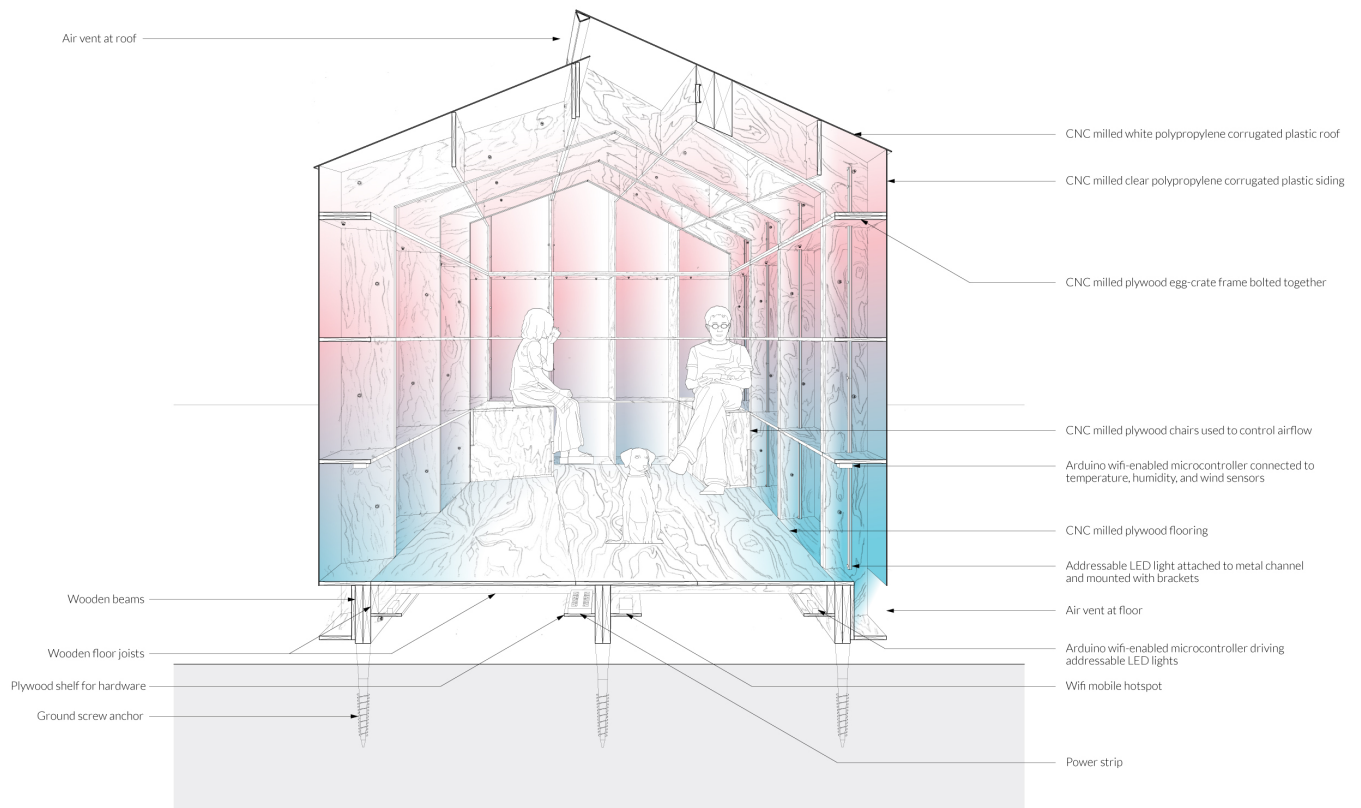 Air vent at roof
CNC milled white polypropylene corrugated plastic roof
CNC milled clear polypropylene corrugated plastic siding
CNC milled plywood egg-crate frame bolted together
CNC milled plywood chairs used to control airflow
Arduino wifi-enabled microcontroller connected to
temperature, humidity, and wind sensors
CNC milled plywood flooring
Addressable LED light attached to metal channel
and mounted with brackets
Wooden beams
Air vent at floor
Wooden floor joists
Arduino wifi-enabled microcontroller driving
addressable LED lights
Plywood shelf for hardware
Wifi mobile hotspot
Ground screw anchor
Power strip